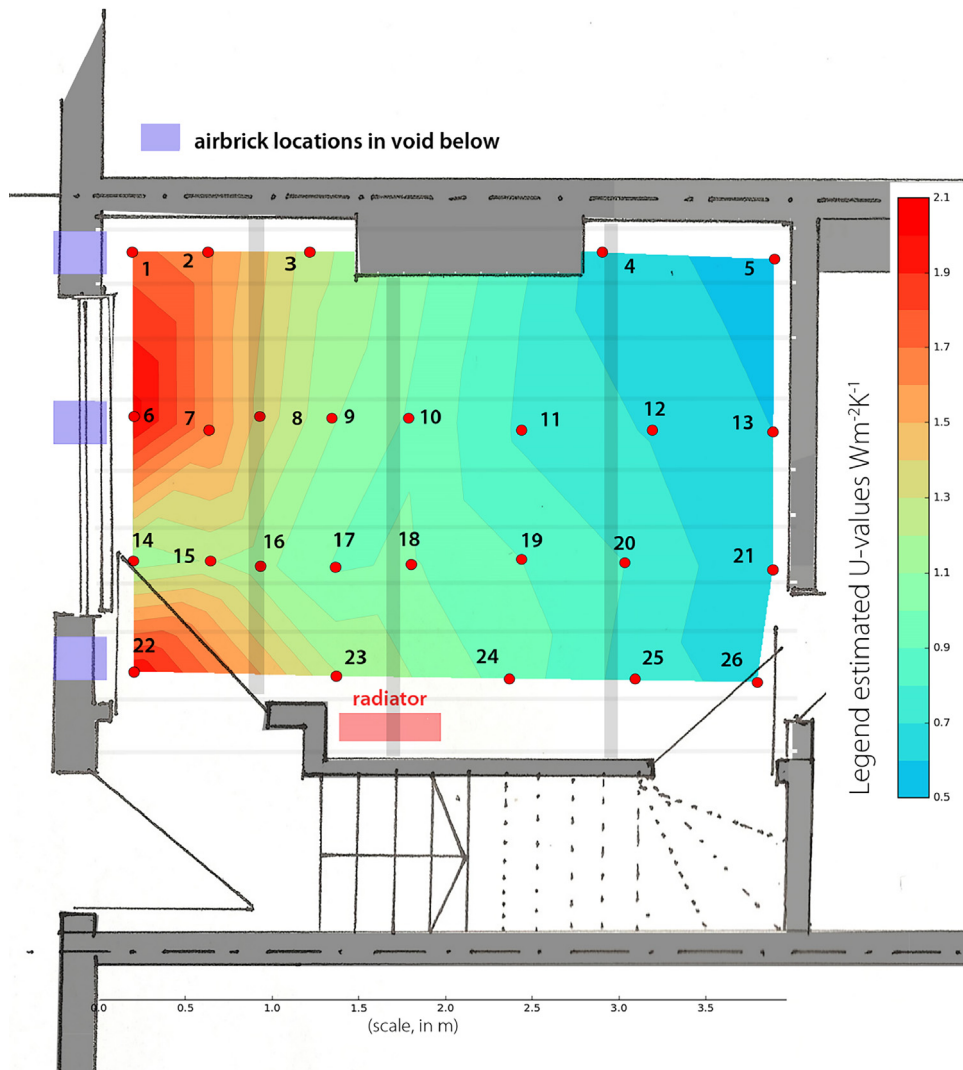 airbrick locations in void below
2.1
1 2 3 4 5
1.9
1.7
6 7 8 9 10 11 12 13
1.5
1.3
14 15 16 17 18 19 20 21
1.1
0.9
22 23 24 25 26
radiator
0.7
0.5
Legend estimated U-values Wm⁻²K⁻¹
0.0 0.5 1.0 1.5 2.0 2.5 3.0 3.5
(scale, in m)